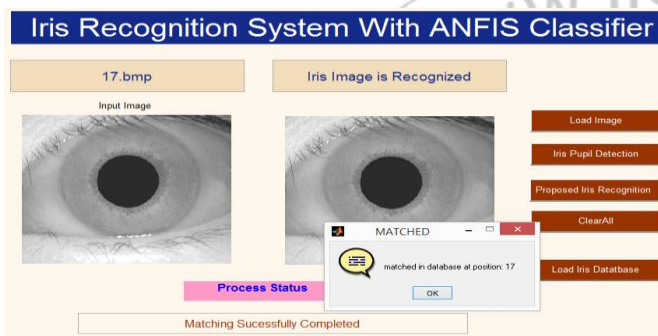 Iris Recognition System With ANFIS Classifier
17.bmp
Iris Image is Recognized
Input Image
Load Image
Iris Pupil Detection
Proposed Iris Recognition
ClearAll
Load Iris Datatbase
MATCHED
matched in database at position: 17
OK
Process Status
Matching Sucessfully Completed